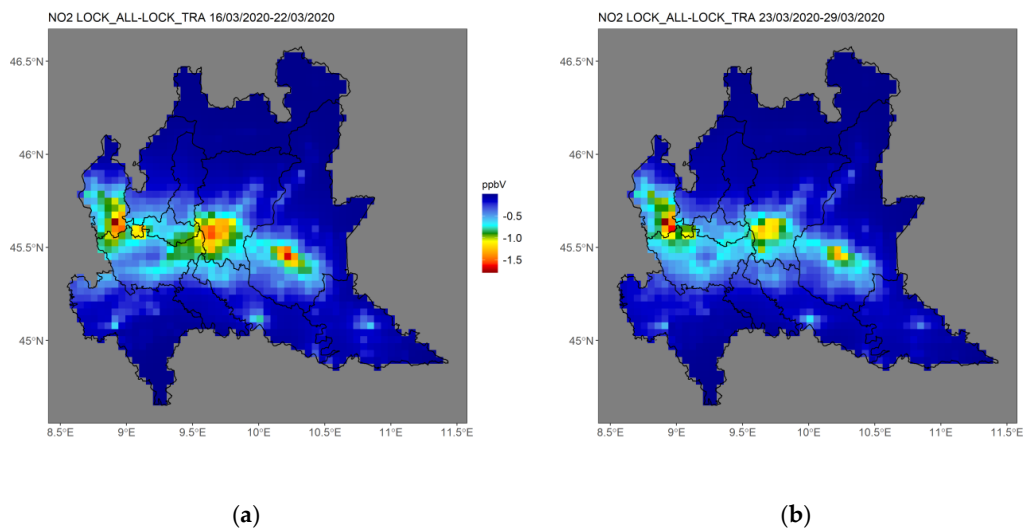 NO2 LOCK_ALL-LOCK_TRA 16/03/2020-22/03/2020
46.5°N
46°N
45.5°N
45°N
8.5°E 9°E 9.5°E 10°E 10.5°E 11.5°E
ppbV
-0.5
-1.0
-1.5
(a)
NO2 LOCK_ALL-LOCK_TRA 23/03/2020-29/03/2020
46.5°N
46°N
45.5°N
45°N
8.5°E 9°E 9.5°E 10°E 10.5°E 11.5°E
(b)